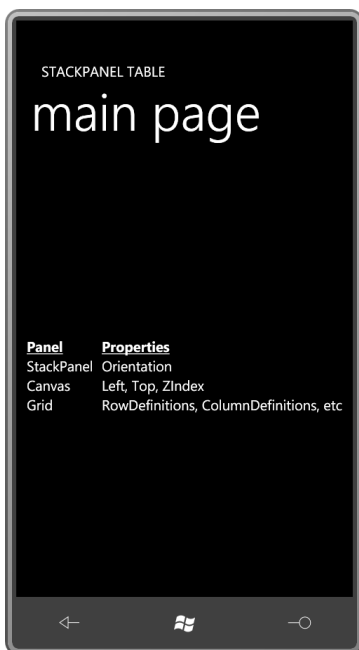 STACKPANEL TABLE
main page
Panel Properties
StackPanel Orientation
Canvas Left, Top, ZIndex
Grid RowDefinitions, ColumnDefinitions, etc